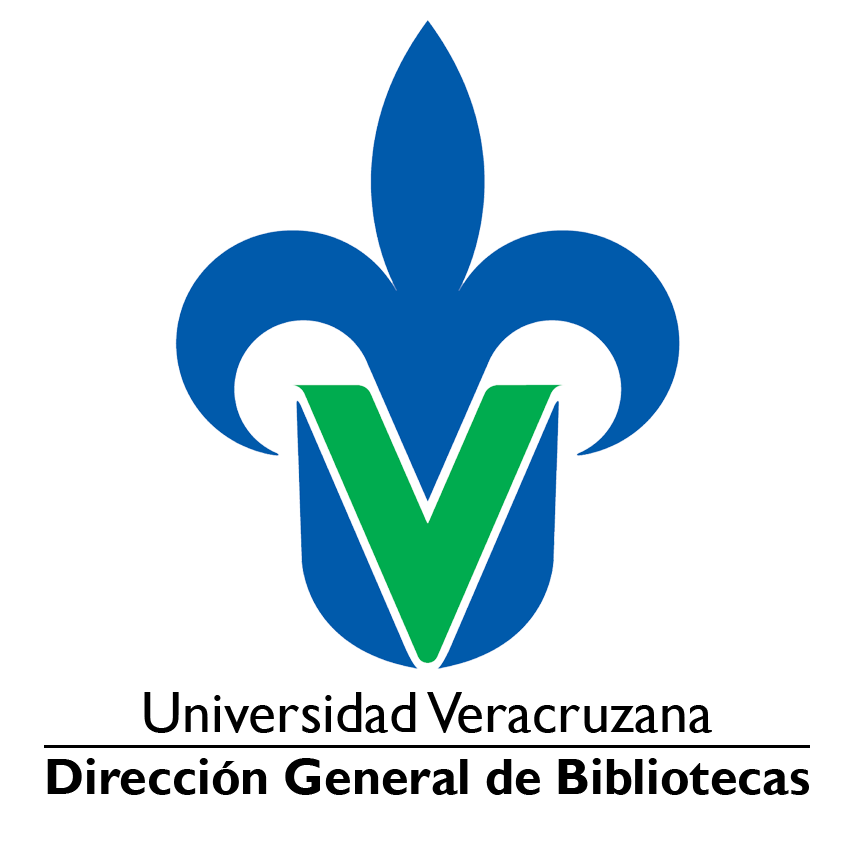 Universidad Veracruzana
Dirección General de Bibliotecas